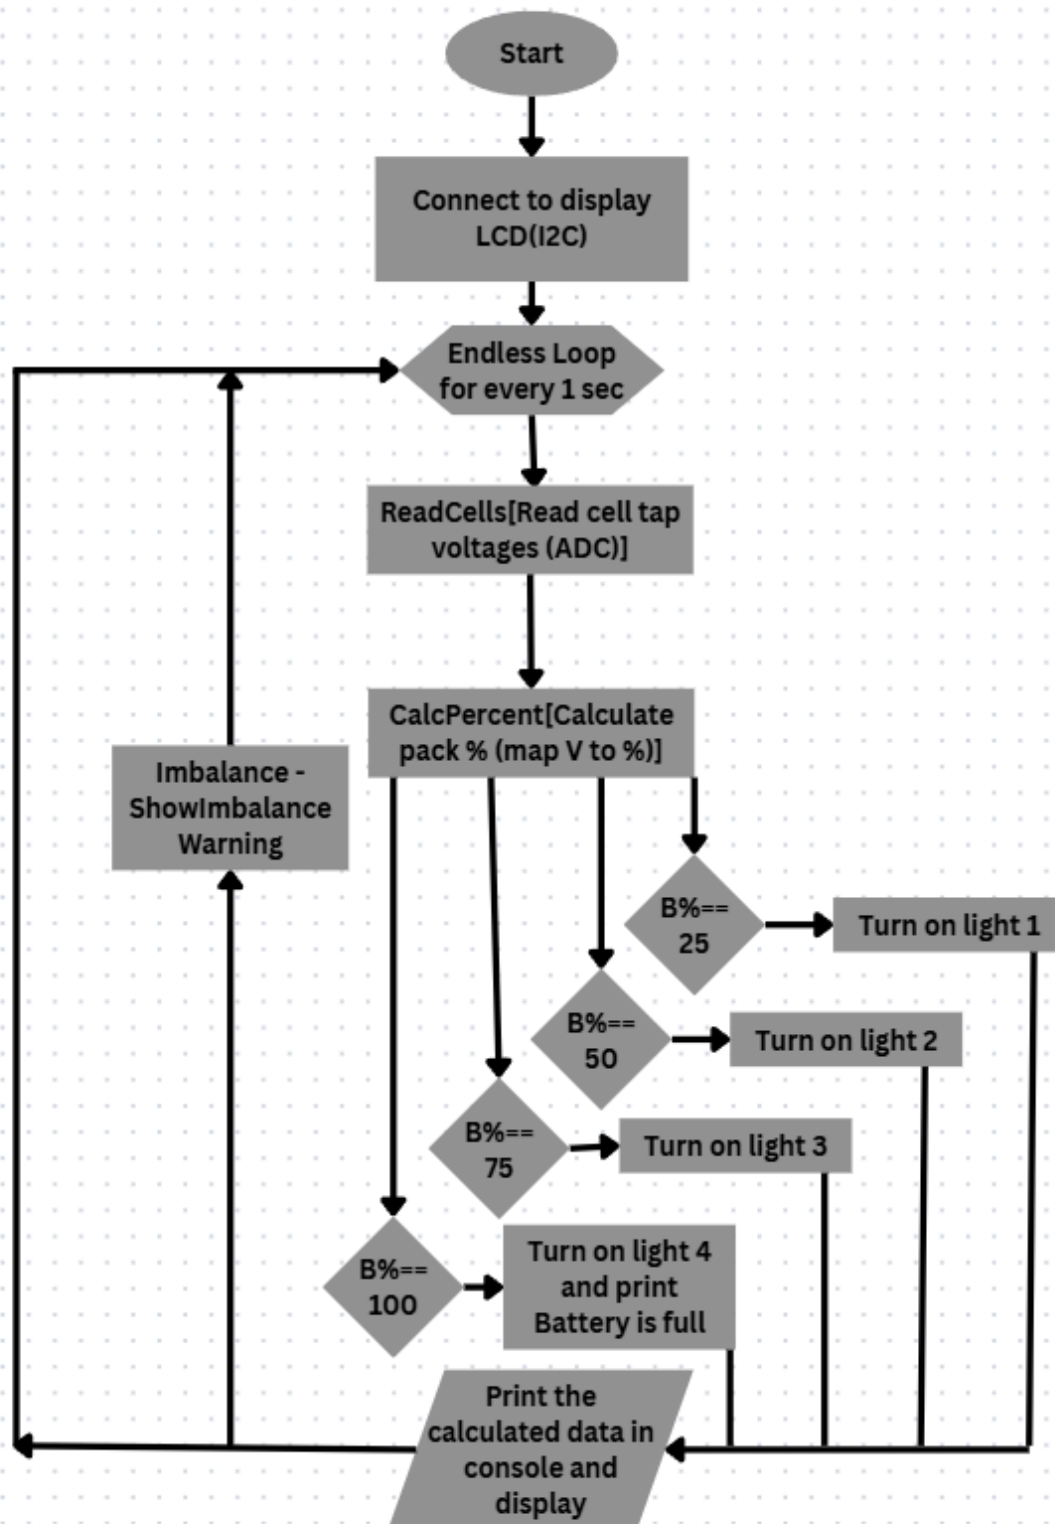 Start
Connect to display
LCD(I2C)
Endless Loop
for every 1 sec
ReadCells[Read cell tap
voltages (ADC)]
CalcPercent[Calculate
pack % (map V to %)]
Imbalance -
ShowImbalance
Warning
B%==
25
Turn on light 1
B%==
50
Turn on light 2
B%==
75
Turn on light 3
B%==
100
Turn on light 4
and print
Battery is full
Print the
calculated data in
console and
display